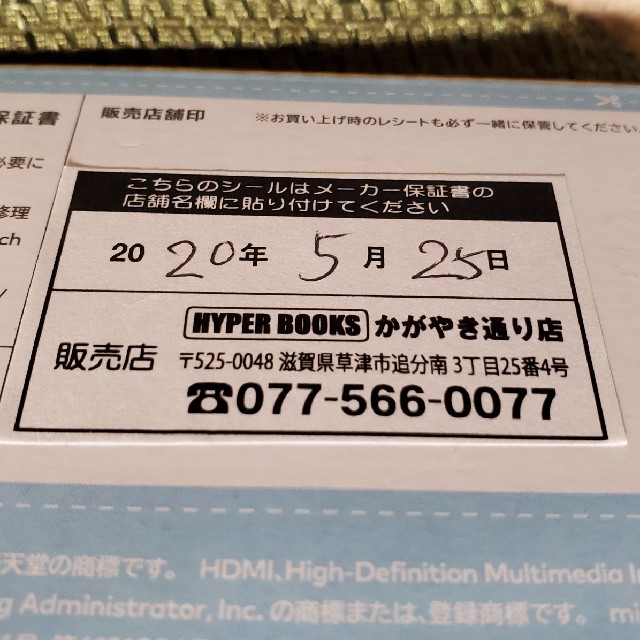 保証書
販売店舗印
※お買い上げ時のレシートも必ず一緒に保管してください
必要に
修理
ch
こちらのシールはメーカー保証書の
店舗名欄に貼り付けてください
2020年 5月 25日
HYPER BOOKS かがやき通り店
販売店 〒525-0048 滋賀県草津市追分南3丁目25番4号
☎077-566-0077
天堂の商標です。 HDMI、High-Definition Multimedia In
g Administrator, Inc. の商標または、登録商標です。 mi